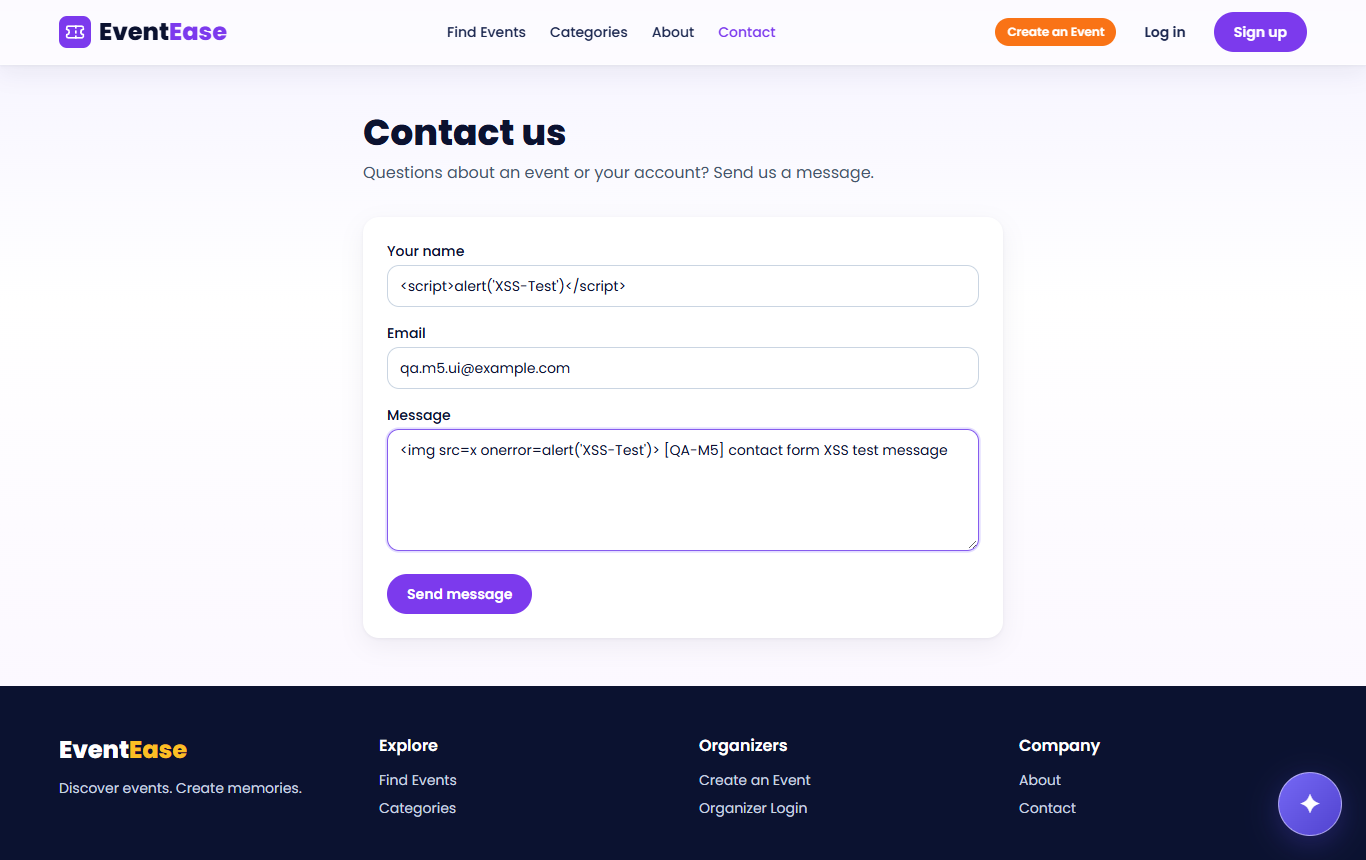 EventEase
Find Events
Categories
About
Contact
Create an Event
Log in
Sign up
Contact us
Questions about an event or your account? Send us a message.
Your name
<script>alert('XSS-Test')</script>
Email
qa.m5.ui@example.com
Message
<img src=x onerror=alert('XSS-Test')> [QA-M5] contact form XSS test message
Send message
EventEase
Discover events. Create memories.
Explore
Find Events
Categories
Organizers
Create an Event
Organizer Login
Company
About
Contact